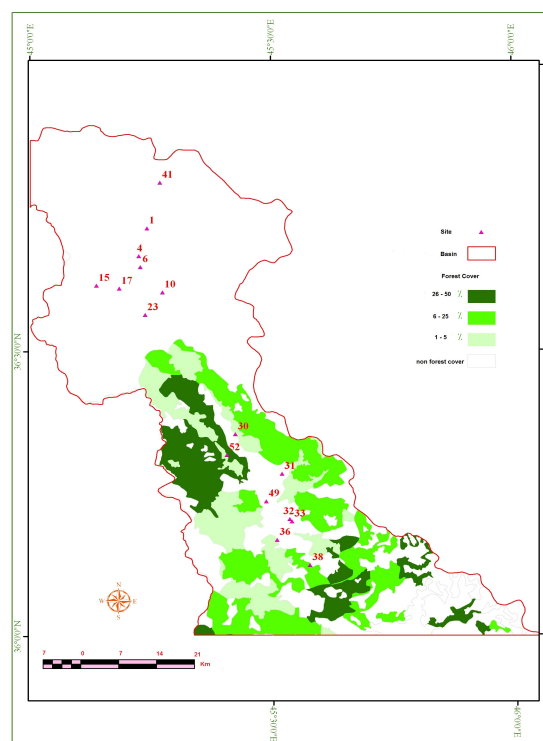 45°0'0"E 45°30'0"E 46°0'0"E
41
1
4
6
15
17
10
23
36°30'0"N
Site
Basin
Forest Cover
26 - 50 ٪
6 - 25 ٪
1 - 5 ٪
non forest cover
30
52
31
49
32
33
36
38
N
W E
S
36°0'0"N
7 0 7 14 21
Km
45°30'0"E 46°0'0"E